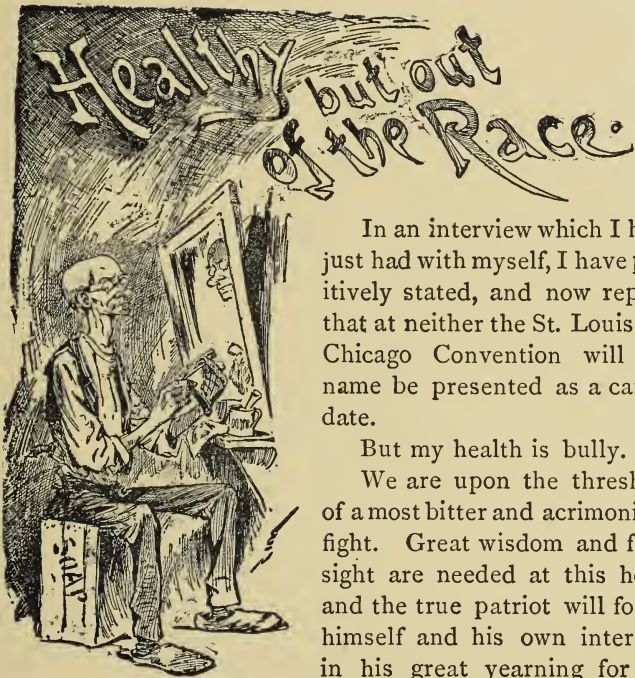 Healthy
but out
of the Race.
In an interview which I h
just had with myself, I have p
itively stated, and now rep
that at neither the St. Louis
Chicago Convention will
name be presented as a ca
date.
But my health is bully.
We are upon the thresh
of a most bitter and acrimoni
fight. Great wisdom and f
sight are needed at this h
and the true patriot will fo
himself and his own inter
in his great yearning for
SOAP